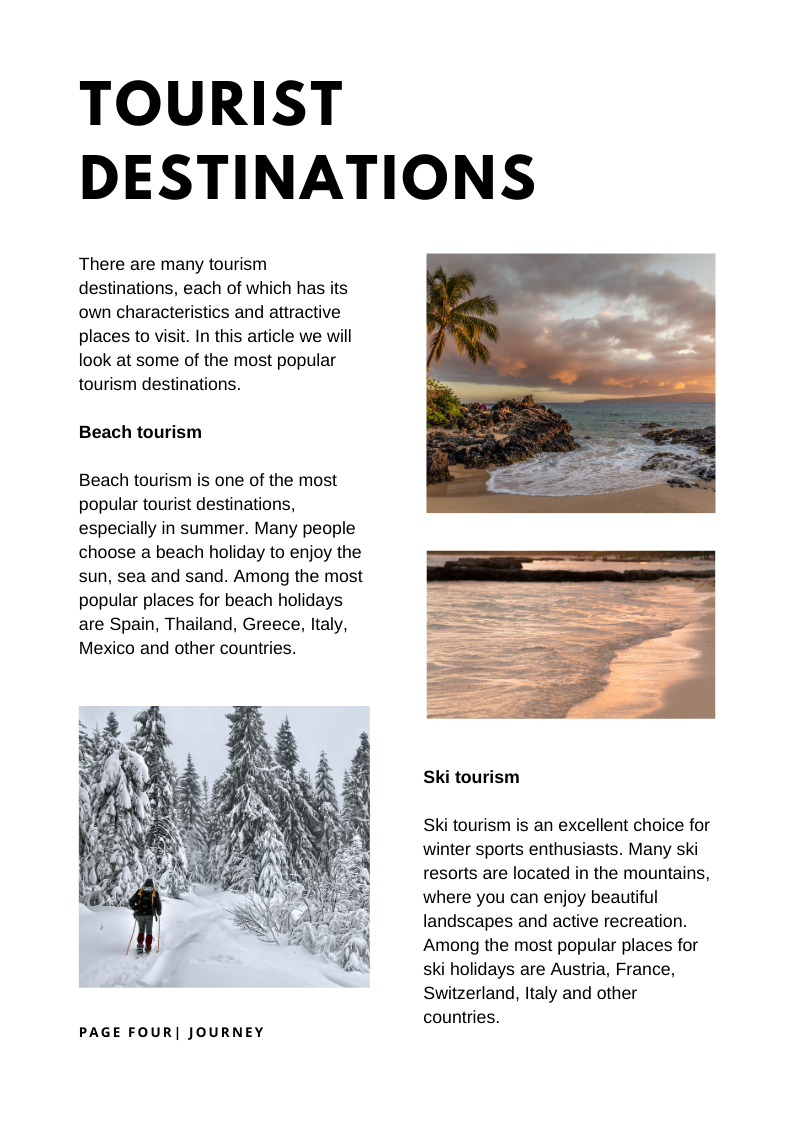 TOURIST
DESTINATIONS
There are many tourism
destinations, each of which has its
own characteristics and attractive
places to visit. In this article we will
look at some of the most popular
tourism destinations.
Beach tourism
Beach tourism is one of the most
popular tourist destinations,
especially in summer. Many people
choose a beach holiday to enjoy the
sun, sea and sand. Among the most
popular places for beach holidays
are Spain, Thailand, Greece, Italy,
Mexico and other countries.
Ski tourism
Ski tourism is an excellent choice for
winter sports enthusiasts. Many ski
resorts are located in the mountains,
where you can enjoy beautiful
landscapes and active recreation.
Among the most popular places for
ski holidays are Austria, France,
Switzerland, Italy and other
countries.
PAGE FOUR| JOURNEY